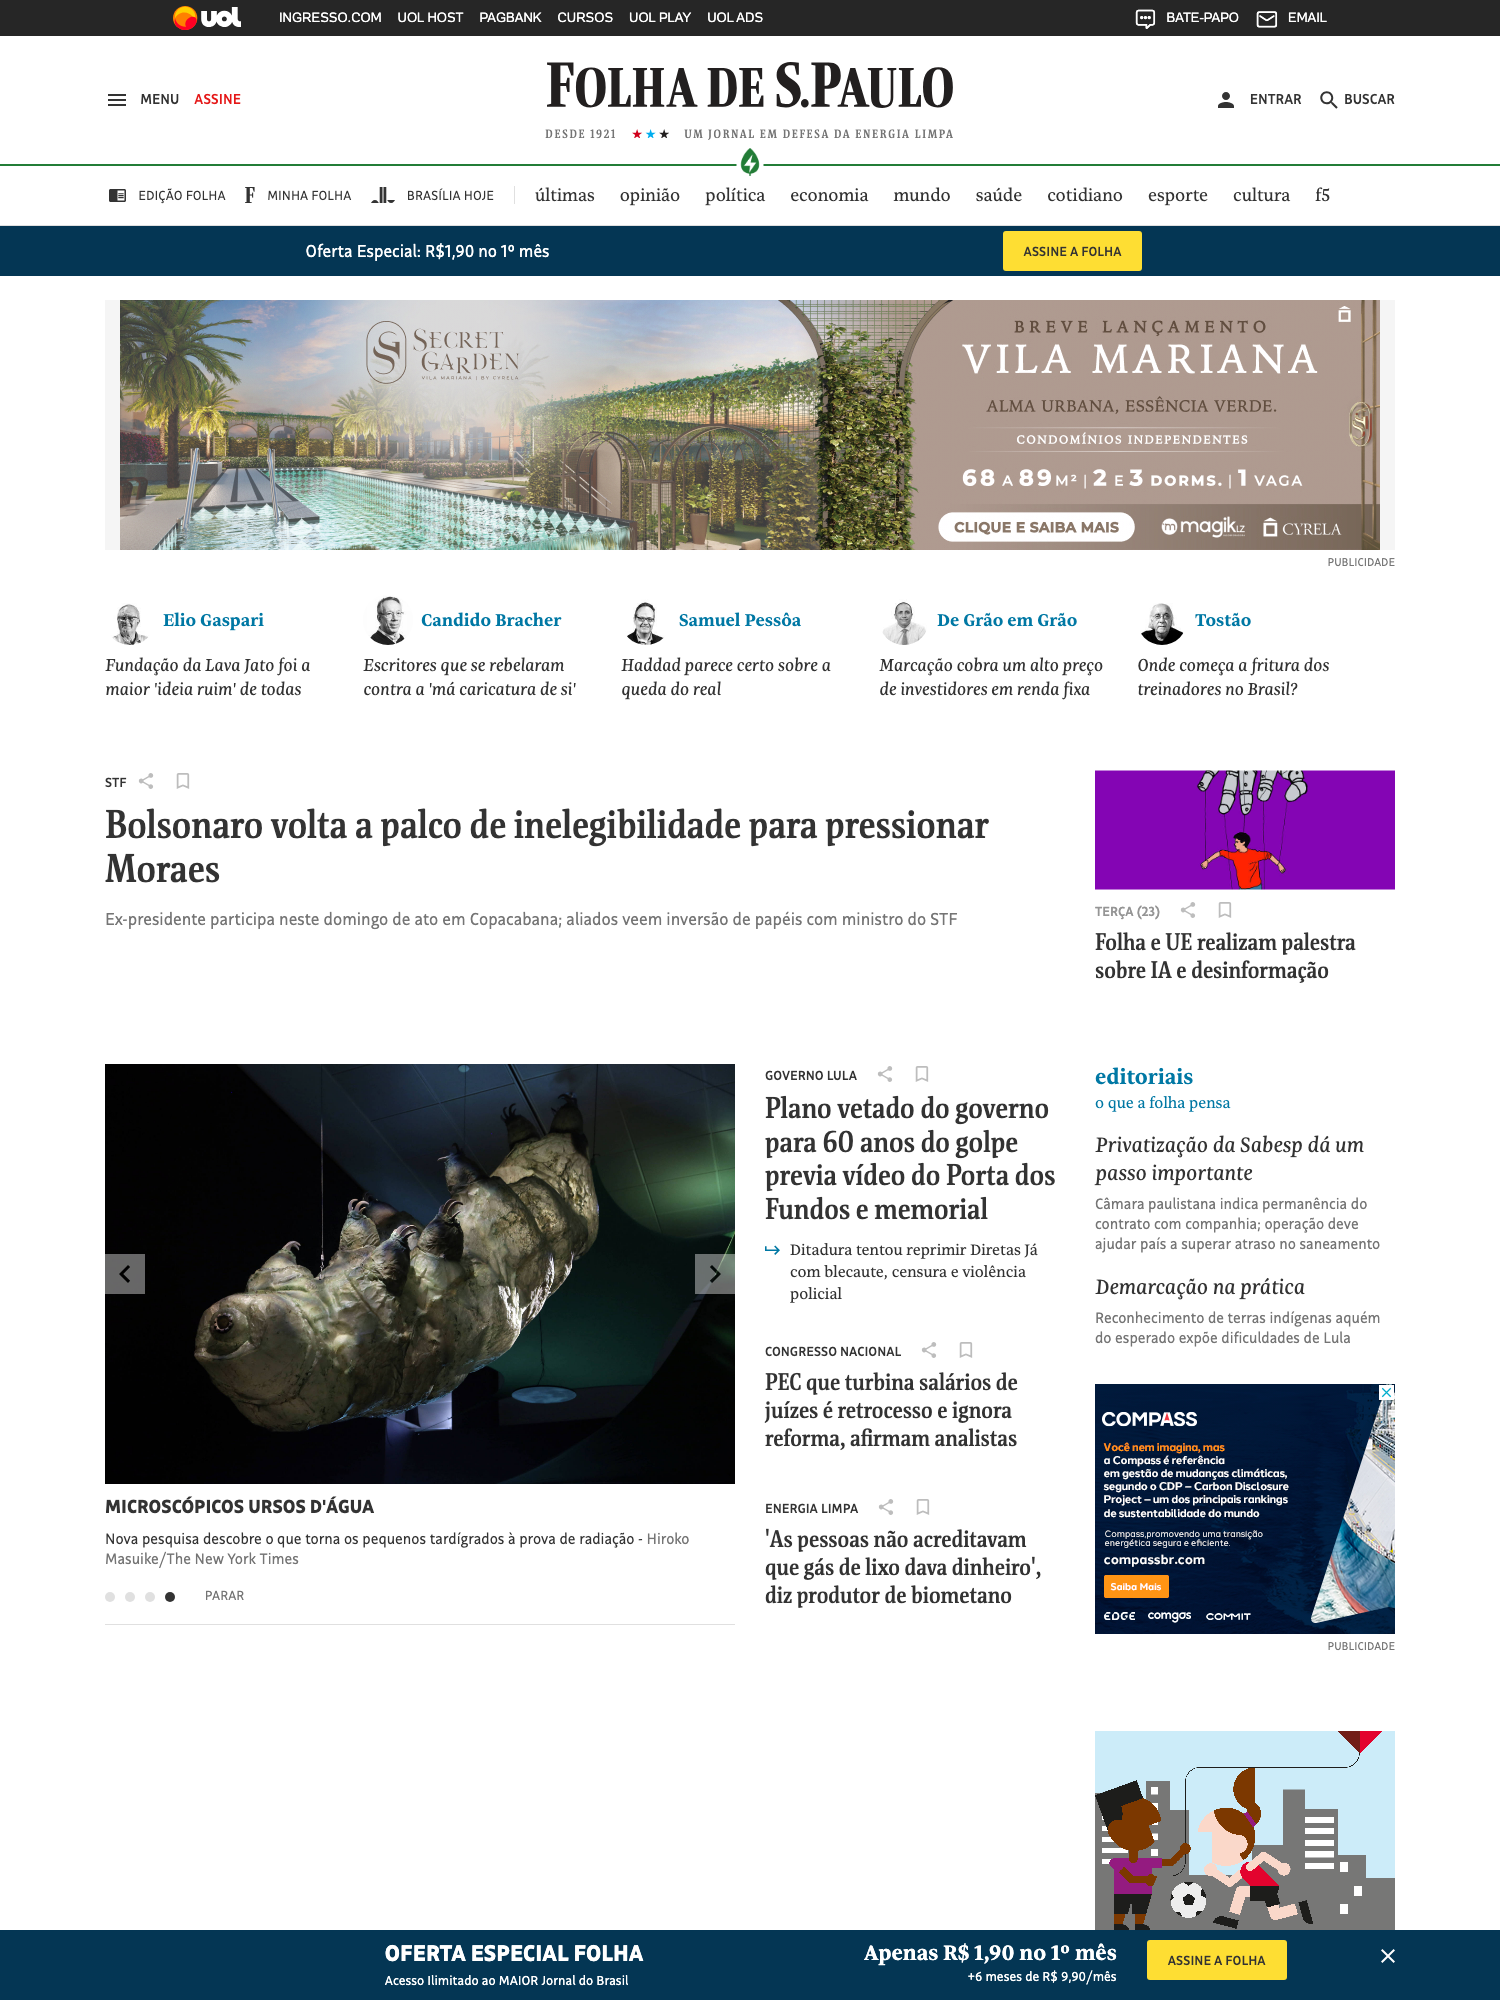 uol
INGRESSO.COM UOL HOST PAGBANK CURSOS UOL PLAY UOL ADS
BATE-PAPO EMAIL
MENU ASSINE
FOLHA DE S.PAULO
DESDE 1921 ★★★ UM JORNAL EM DEFESA DA ENERGIA LIMPA
ENTRAR BUSCAR
EDIÇÃO FOLHA F MINHA FOLHA BRASÍLIA HOJE
últimas opinião política economia mundo saúde cotidiano esporte cultura f5
Oferta Especial: R$1,90 no 1º mês
ASSINE A FOLHA
SECRET
GARDEN
VILA MARIANA | BY CYRELA
BREVE LANÇAMENTO
VILA MARIANA
ALMA URBANA, ESSÊNCIA VERDE.
CONDOMÍNIOS INDEPENDENTES
68 A 89 M² | 2 E 3 DORMS. | 1 VAGA
CLIQUE E SAIBA MAIS
magik LZ
CYRELA
PUBLICIDADE
Elio Gaspari
Fundação da Lava Jato foi a
maior 'ideia ruim' de todas
Candido Bracher
Escritores que se rebelaram
contra a 'má caricatura de si'
Samuel Pessôa
Haddad parece certo sobre a
queda do real
De Grão em Grão
Marcação cobra um alto preço
de investidores em renda fixa
Tostão
Onde começa a fritura dos
treinadores no Brasil?
STF
Bolsonaro volta a palco de inelegibilidade para pressionar
Moraes
Ex-presidente participa neste domingo de ato em Copacabana; aliados veem inversão de papéis com ministro do STF
TERÇA (23)
Folha e UE realizam palestra
sobre IA e desinformação
MICROSCÓPICOS URSOS D'ÁGUA
Nova pesquisa descobre o que torna os pequenos tardígrados à prova de radiação - Hiroko
Masuike/The New York Times
PARAR
GOVERNO LULA
Plano vetado do governo
para 60 anos do golpe
previa vídeo do Porta dos
Fundos e memorial
Ditadura tentou reprimir Diretas Já
com blecaute, censura e violência
policial
CONGRESSO NACIONAL
PEC que turbina salários de
juízes é retrocesso e ignora
reforma, afirmam analistas
ENERGIA LIMPA
'As pessoas não acreditavam
que gás de lixo dava dinheiro',
diz produtor de biometano
editoriais
o que a folha pensa
Privatização da Sabesp dá um
passo importante
Câmara paulistana indica permanência do
contrato com companhia; operação deve
ajudar país a superar atraso no saneamento
Demarcação na prática
Reconhecimento de terras indígenas aquém
do esperado expõe dificuldades de Lula
COMPASS
Você nem imagina, mas
a Compass é referência
em gestão de mudanças climáticas,
segundo o CDP – Carbon Disclosure
Project – um dos principais rankings
de sustentabilidade do mundo
Compass,promovendo uma transição
energética segura e eficiente.
compassbr.com
Saiba Mais
EDGE comgas COMMIT
PUBLICIDADE
OFERTA ESPECIAL FOLHA
Acesso Ilimitado ao MAIOR Jornal do Brasil
Apenas R$ 1,90 no 1º mês
+6 meses de R$ 9,90/mês
ASSINE A FOLHA